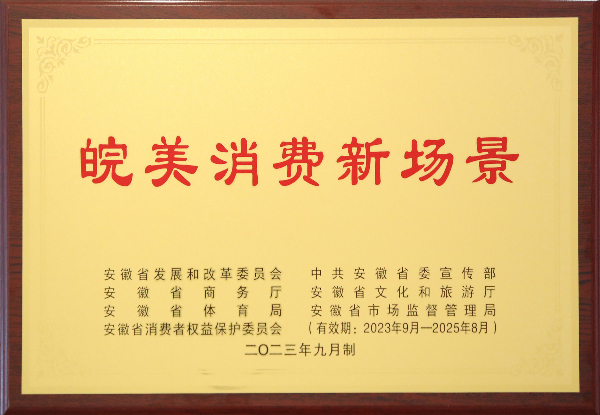 皖美消费新场景
安徽省发展和改革委员会 中共安徽省委宣传部
安徽省商务厅 安徽省文化和旅游厅
安徽省体育局 安徽省市场监督管理局
安徽省消费者权益保护委员会 （有效期：2023年9月—2025年8月）
二〇二三年九月制